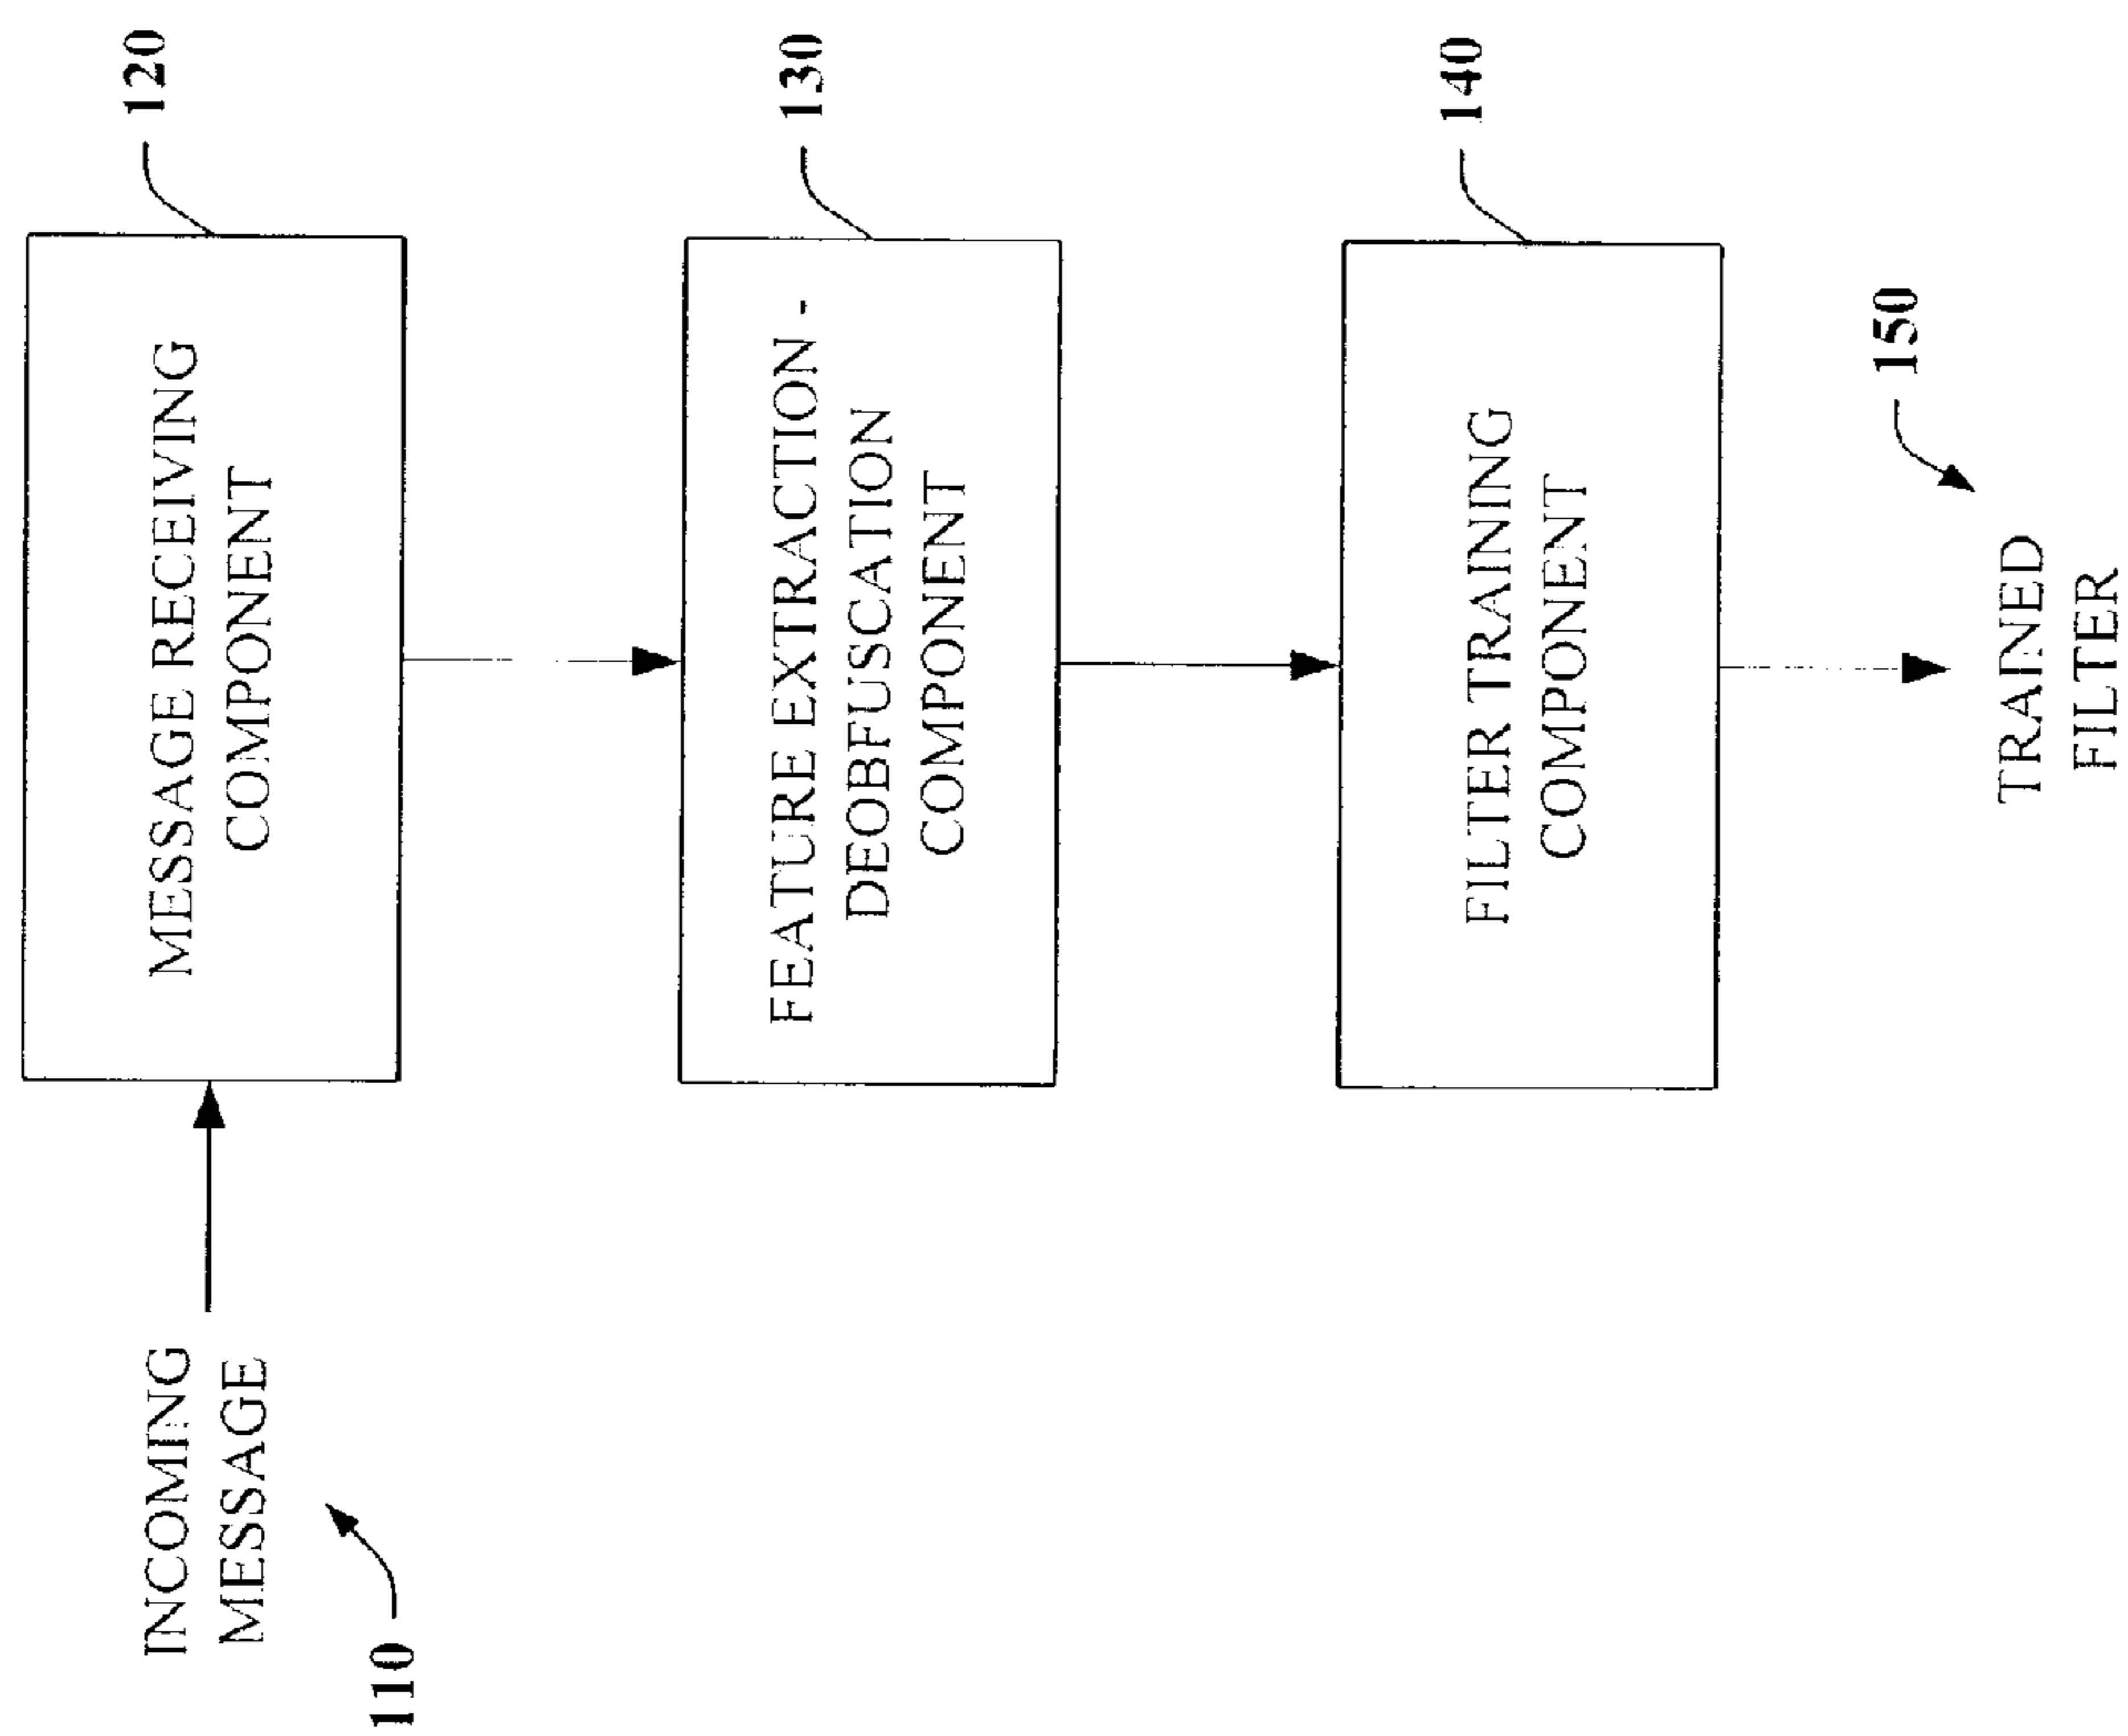 120
MESSAGE RECEIVING
COMPONENT
INCOMING
MESSAGE
110
130
FEATURE EXTRACTION -
DEOBFUSCATION
COMPONENT
140
FILTER TRAINING
COMPONENT
150
TRAINED
FILTER